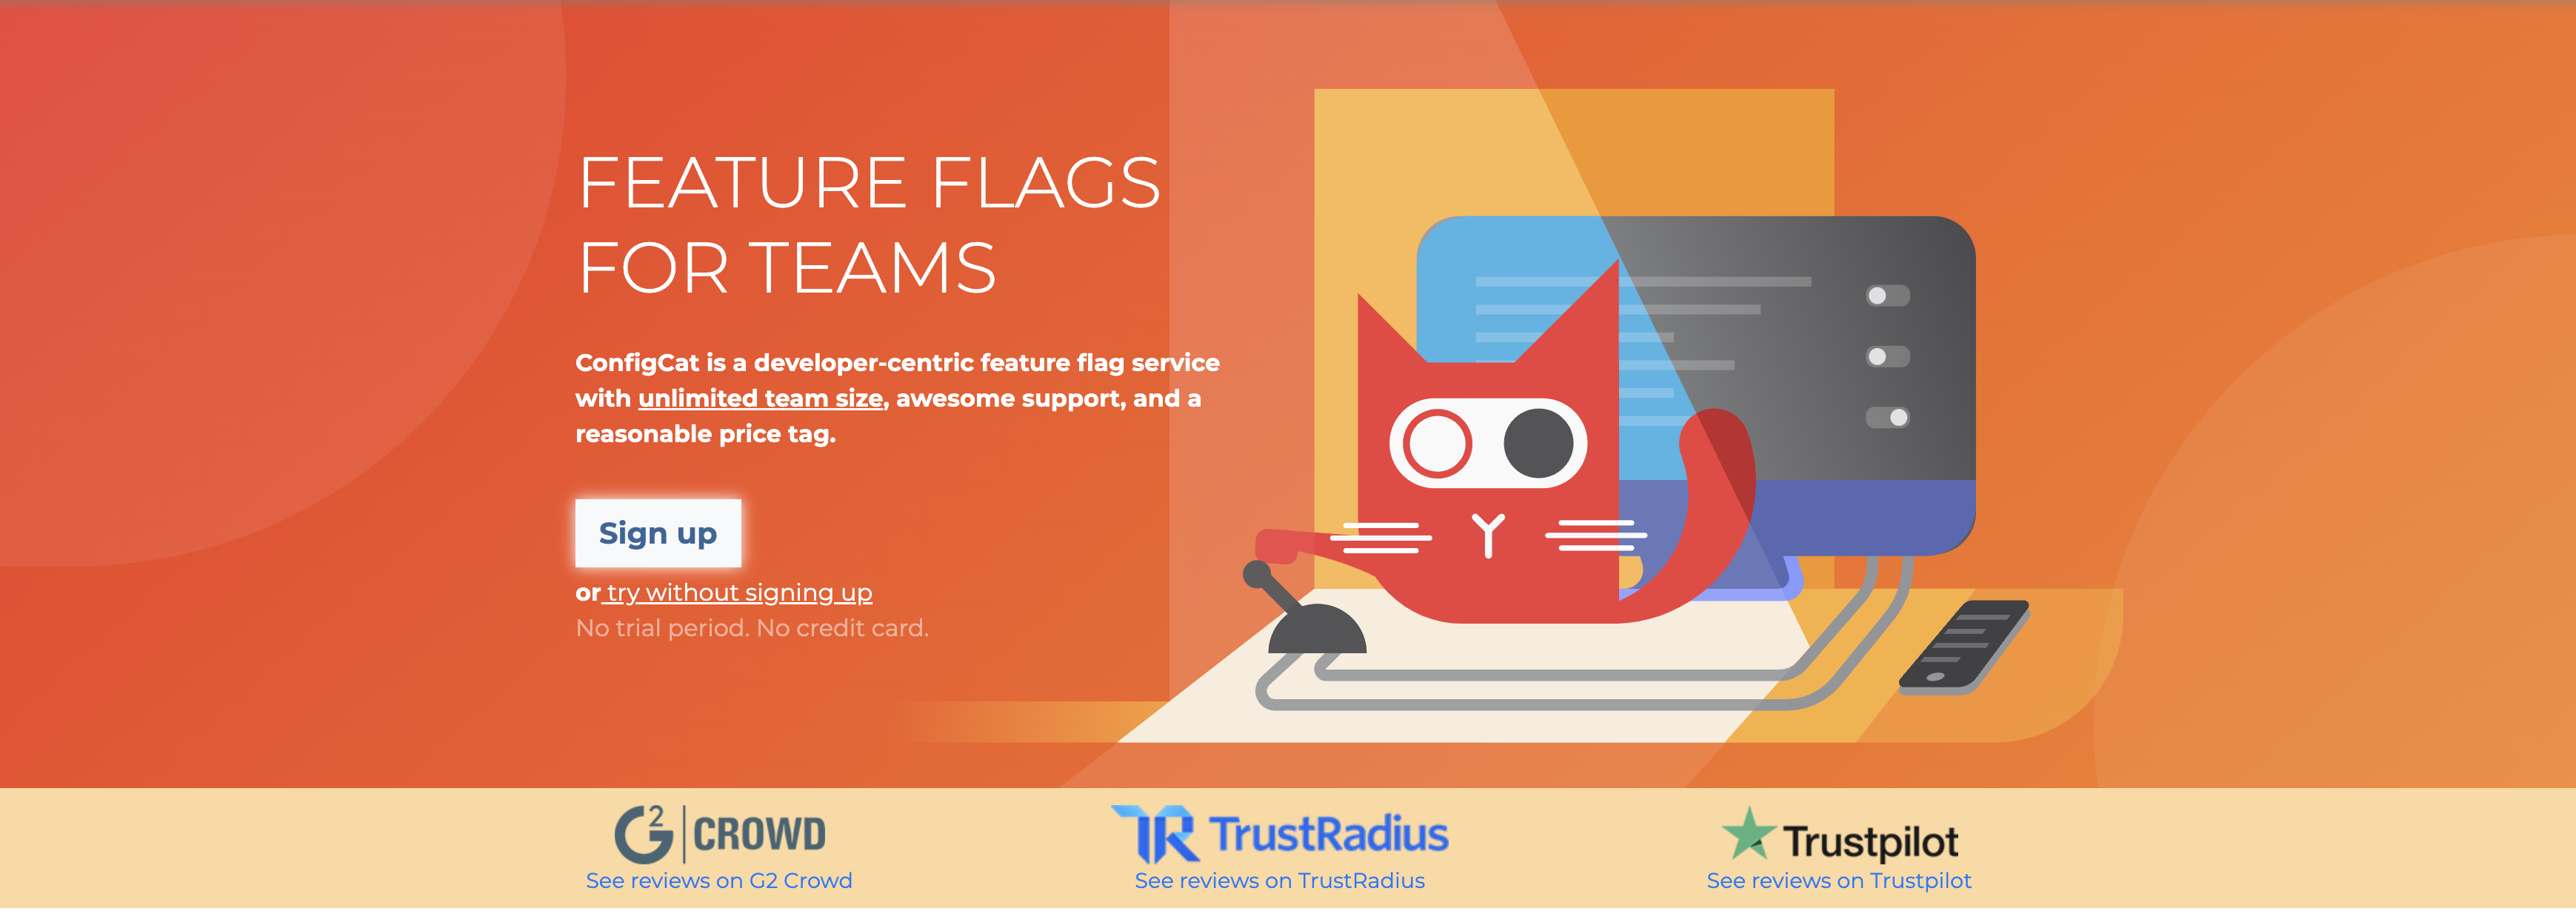 FEATURE FLAGS
FOR TEAMS
ConfigCat is a developer-centric feature flag service
with unlimited team size, awesome support, and a
reasonable price tag.
Sign up
or try without signing up
No trial period. No credit card.
G2 CROWD
See reviews on G2 Crowd
TR TrustRadius
See reviews on TrustRadius
Trustpilot
See reviews on Trustpilot